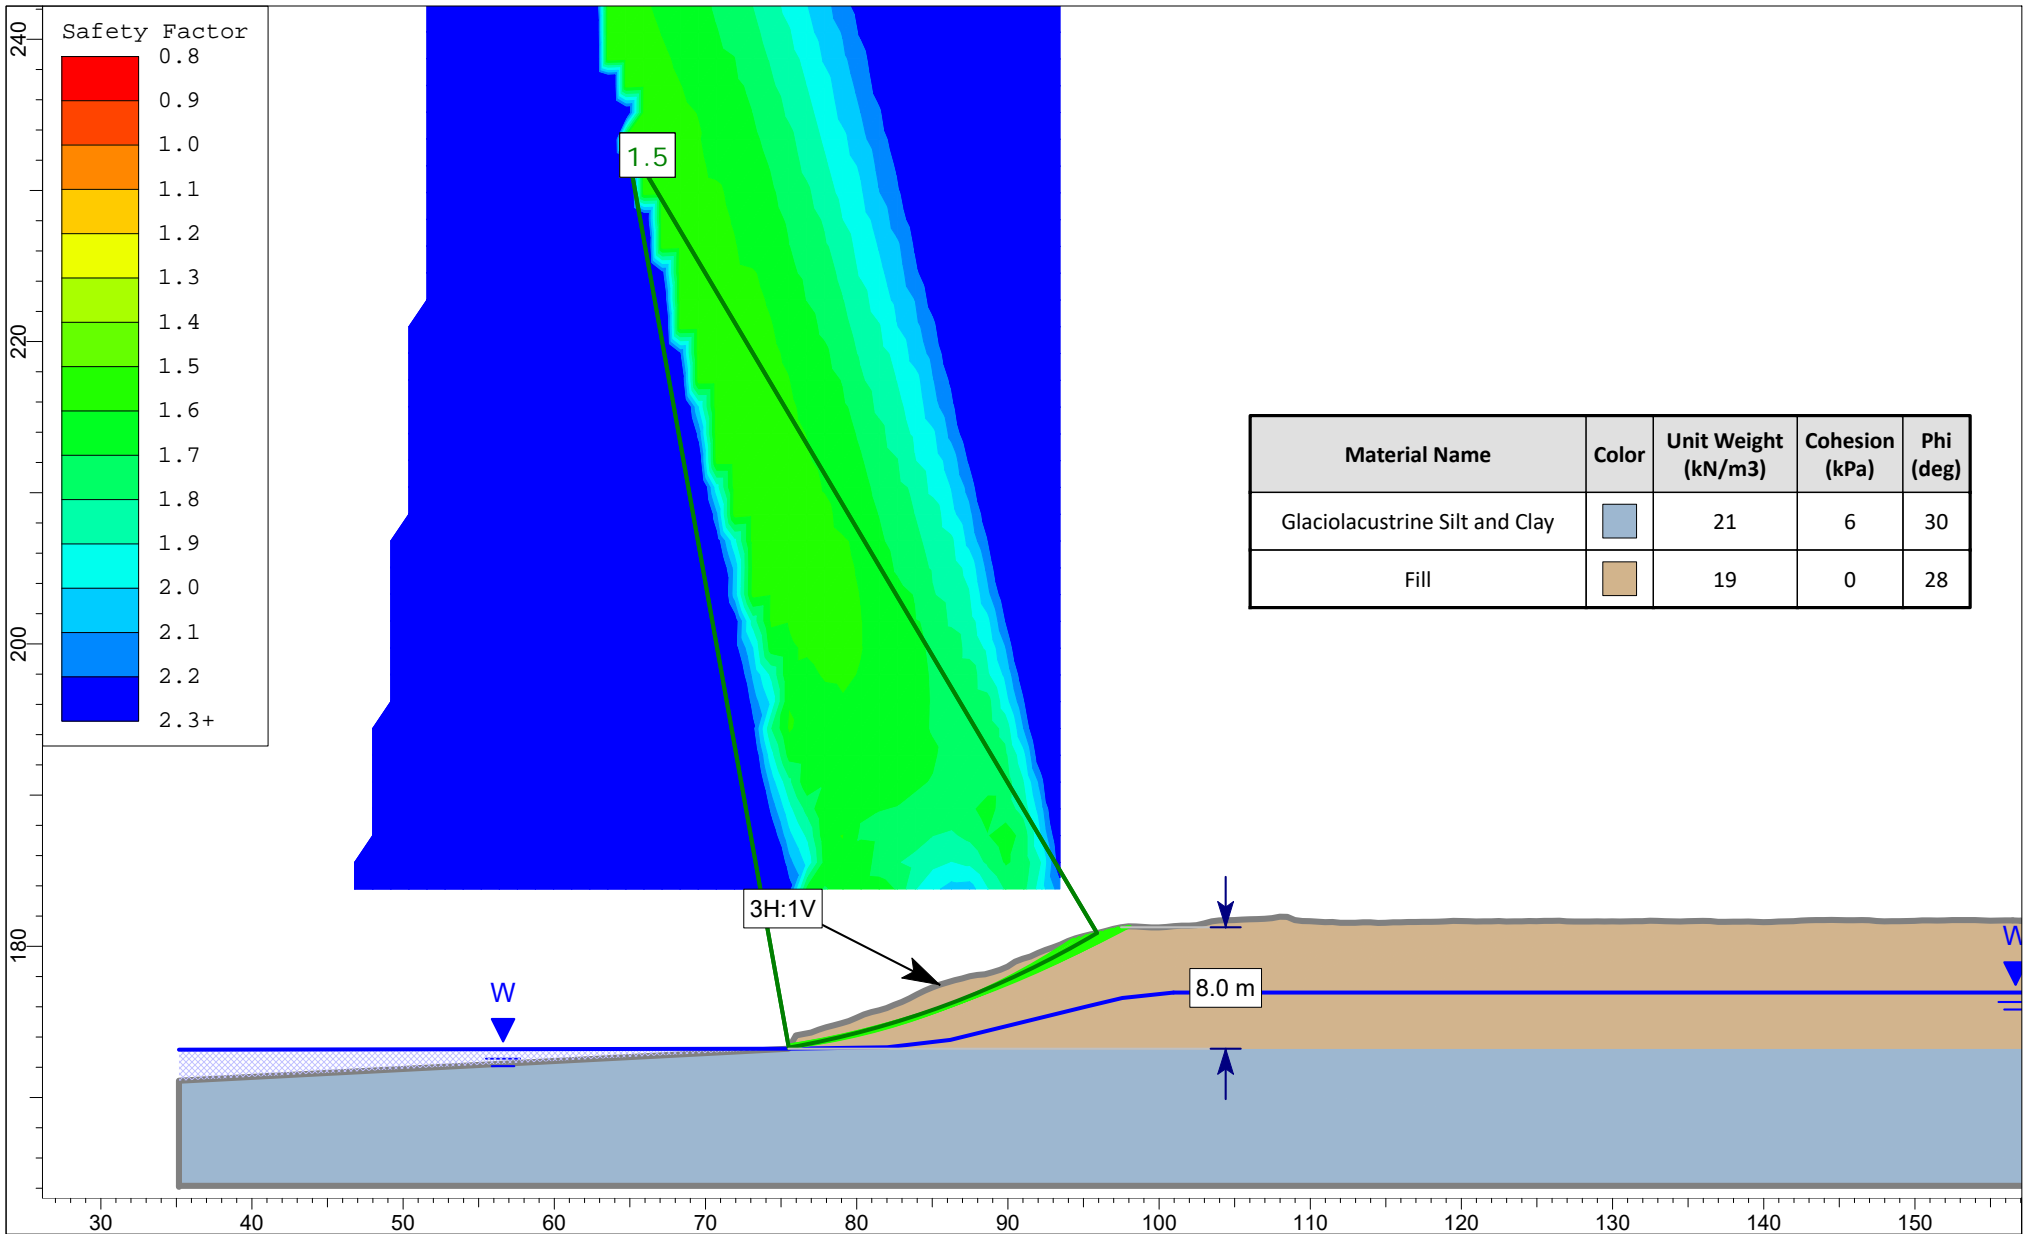 Safety Factor
0.8
0.9
1.0
1.1
1.2
1.3
1.4
1.5
1.6
1.7
1.8
1.9
2.0
2.1
2.2
2.3+
240
220
200
180
1.5
Material Name Color Unit Weight (kN/m3) Cohesion (kPa) Phi (deg)
Glaciolacustrine Silt and Clay 21 6 30
Fill 19 0 28
3H:1V
W
W
8.0 m
30 40 50 60 70 80 90 100 110 120 130 140 150